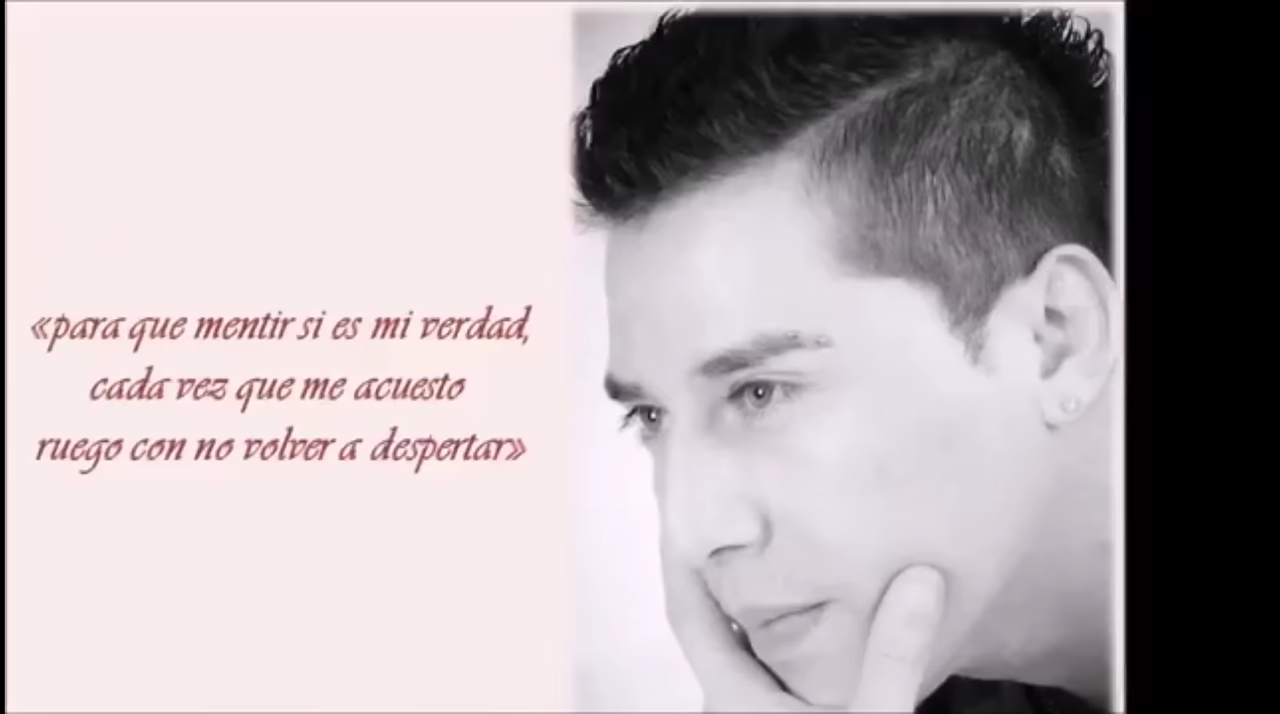 «para que mentir si es mi verdad,
cada vez que me acuesto
ruego con no volver a despertar»